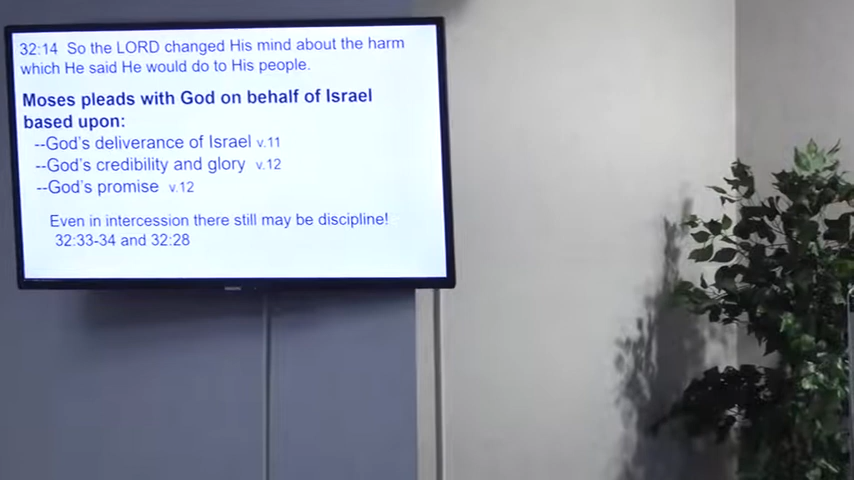 32:14 So the LORD changed His mind about the harm
which He said He would do to His people.
Moses pleads with God on behalf of Israel
based upon:
--God's deliverance of Israel v.11
--God's credibility and glory v.12
--God's promise v.12
Even in intercession there still may be discipline!
32:33-34 and 32:28